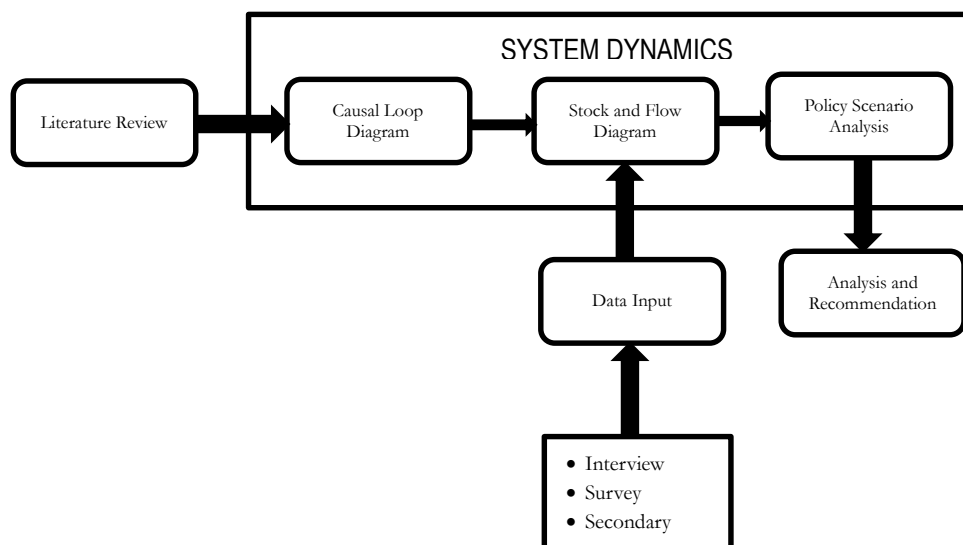 SYSTEM DYNAMICS
Literature Review
Causal Loop
Diagram
Stock and Flow
Diagram
Policy Scenario
Analysis
Data Input
Analysis and
Recommendation
• Interview
• Survey
• Secondary